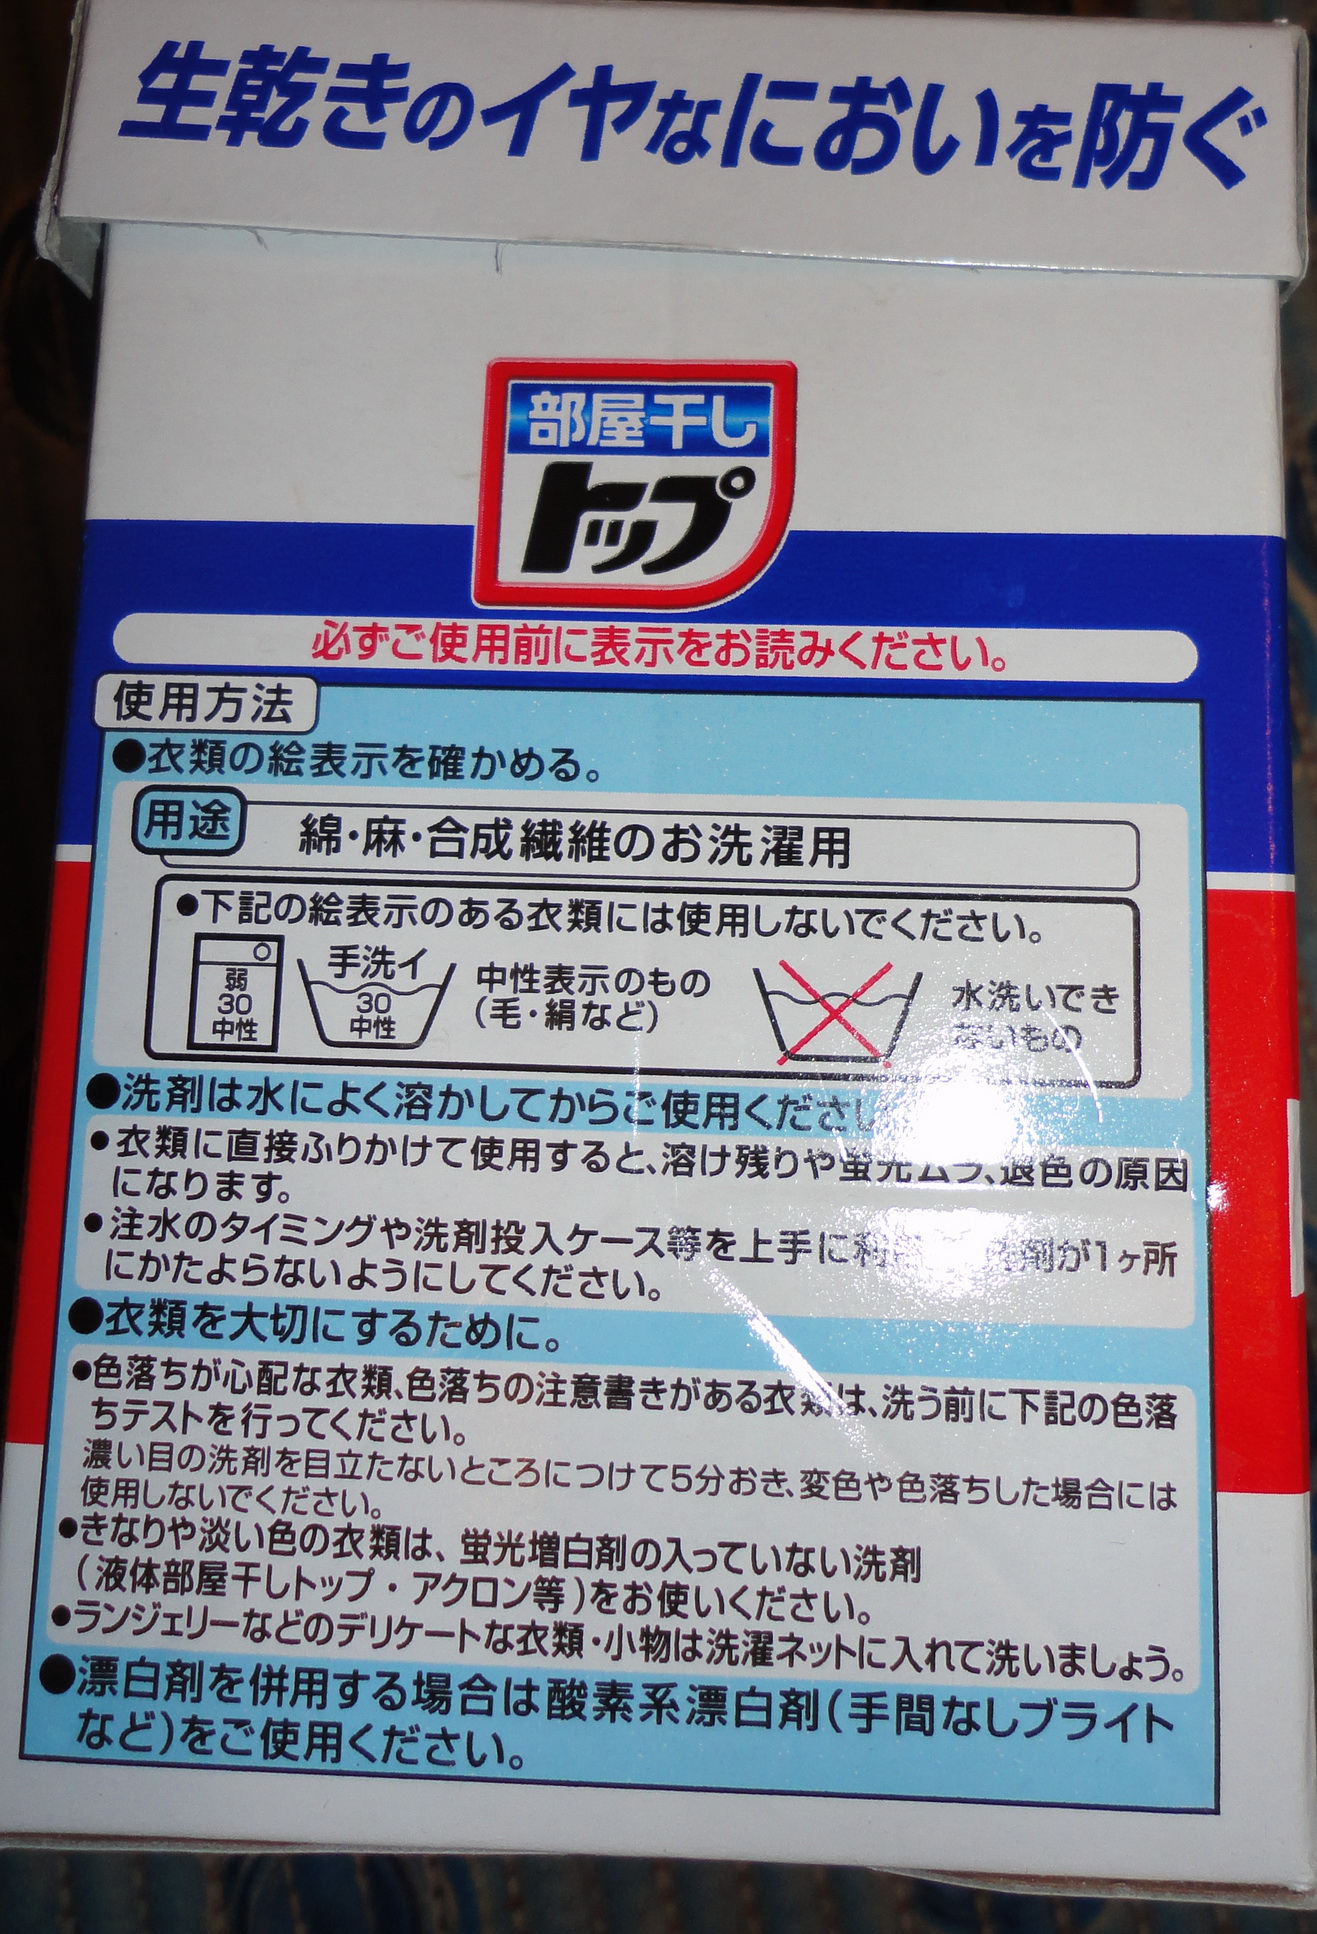 生乾きのイヤなにおいを防ぐ
部屋干し
トップ
必ずご使用前に表示をお読みください。
使用方法
●衣類の絵表示を確かめる。
用途
綿・麻・合成繊維のお洗濯用
●下記の絵表示のある衣類には使用しないでください。
弱
30
中性
手洗イ
30
中性
中性表示のもの
(毛・絹など)
水洗いでき
ないもの
●洗剤は水によく溶かしてからご使用くださ
●衣類に直接ふりかけて使用すると、溶け残りや蛍光ムラ、退色の原因
になります。
●注水のタイミングや洗剤投入ケース等を上手に利 剤が1ヶ所
にかたよらないようにしてください。
●衣類を大切にするために。
●色落ちが心配な衣類、色落ちの注意書きがある衣類は、洗う前に下記の色落
ちテストを行ってください。
濃い目の洗剤を目立たないところにつけて5分おき、変色や色落ちした場合には
使用しないでください。
●きなりや淡い色の衣類は、蛍光増白剤の入っていない洗剤
(液体部屋干しトップ・アクロン等)をお使いください。
●ランジェリーなどのデリケートな衣類・小物は洗濯ネットに入れて洗いましょう。
●漂白剤を併用する場合は酸素系漂白剤(手間なしブライト
など)をご使用ください。